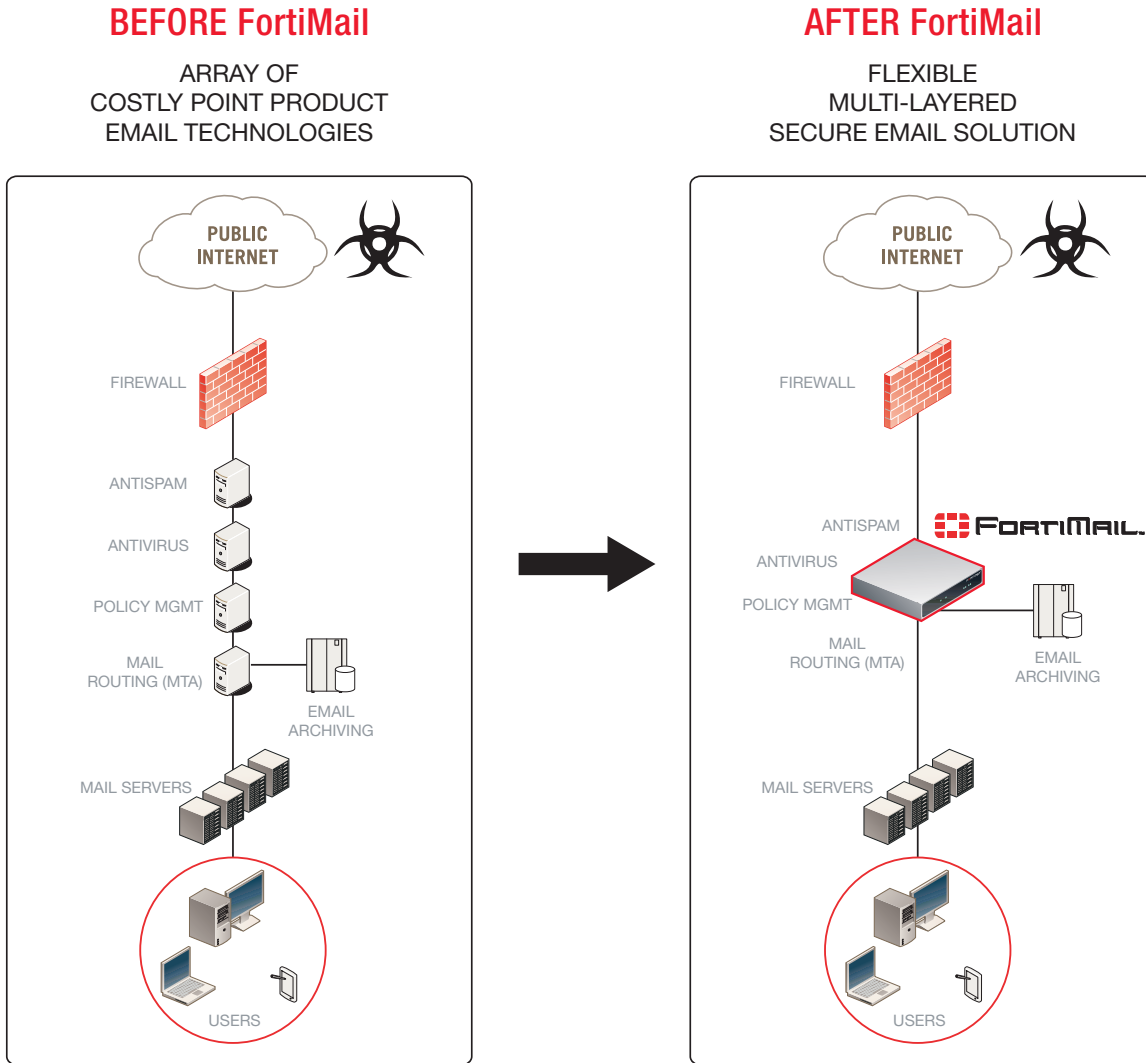 BEFORE FortiMail
ARRAY OF
COSTLY POINT PRODUCT
EMAIL TECHNOLOGIES
PUBLIC
INTERNET
FIREWALL
ANTISPAM
ANTIVIRUS
POLICY MGMT
MAIL
ROUTING (MTA)
EMAIL
ARCHIVING
MAIL SERVERS
USERS
AFTER FortiMail
FLEXIBLE
MULTI-LAYERED
SECURE EMAIL SOLUTION
PUBLIC
INTERNET
FIREWALL
ANTISPAM
FORTIMAIL
ANTIVIRUS
POLICY MGMT
MAIL
ROUTING (MTA)
EMAIL
ARCHIVING
MAIL SERVERS
USERS